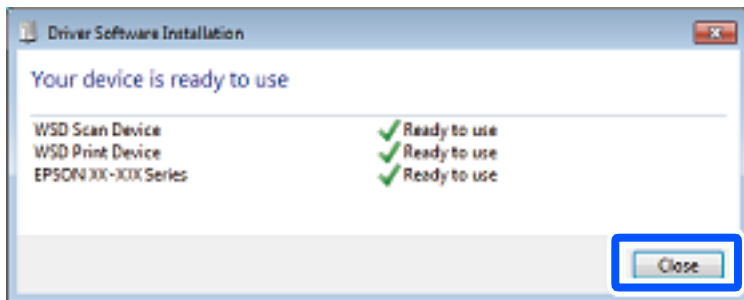 Driver Software Installation
Your device is ready to use
WSD Scan Device Ready to use
WSD Print Device Ready to use
EPSON XX-XXX Series Ready to use
Close